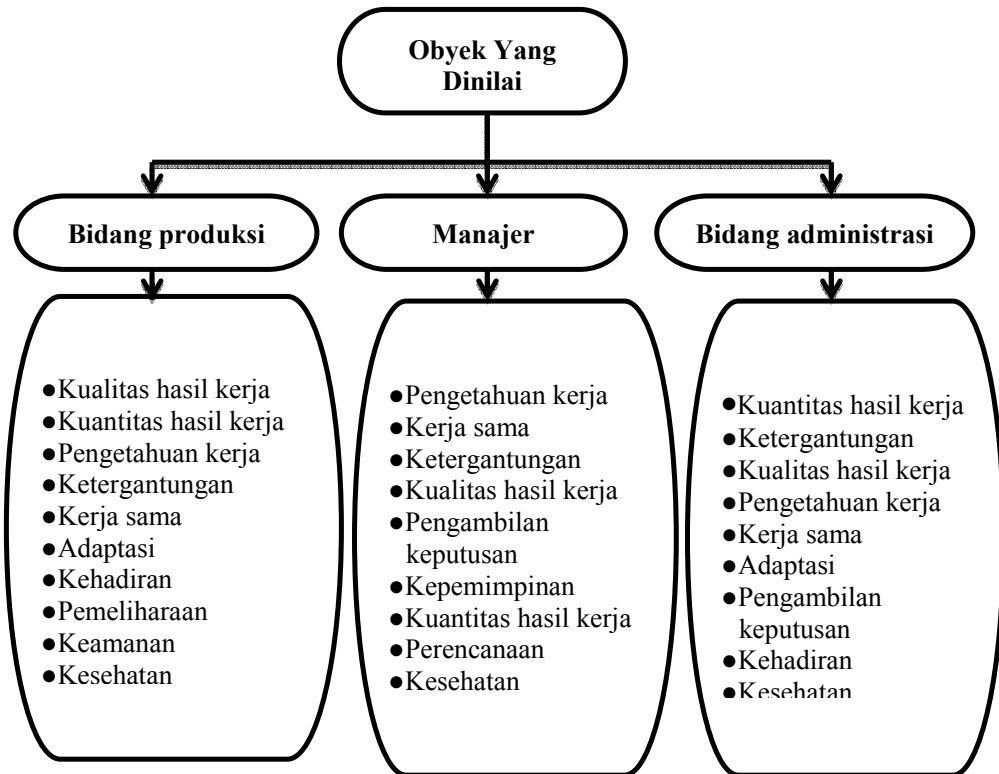 Obyek Yang
Dinilai
Bidang produksi
Manajer
Bidang administrasi
●Kualitas hasil kerja
●Kuantitas hasil kerja
●Pengetahuan kerja
●Ketergantungan
●Kerja sama
●Adaptasi
●Kehadiran
●Pemeliharaan
●Keamanan
●Kesehatan
●Pengetahuan kerja
●Kerja sama
●Ketergantungan
●Kualitas hasil kerja
●Pengambilan
keputusan
●Kepemimpinan
●Kuantitas hasil kerja
●Perencanaan
●Kesehatan
●Kuantitas hasil kerja
●Ketergantungan
●Kualitas hasil kerja
●Pengetahuan kerja
●Kerja sama
●Adaptasi
●Pengambilan
keputusan
●Kehadiran
●Kesehatan